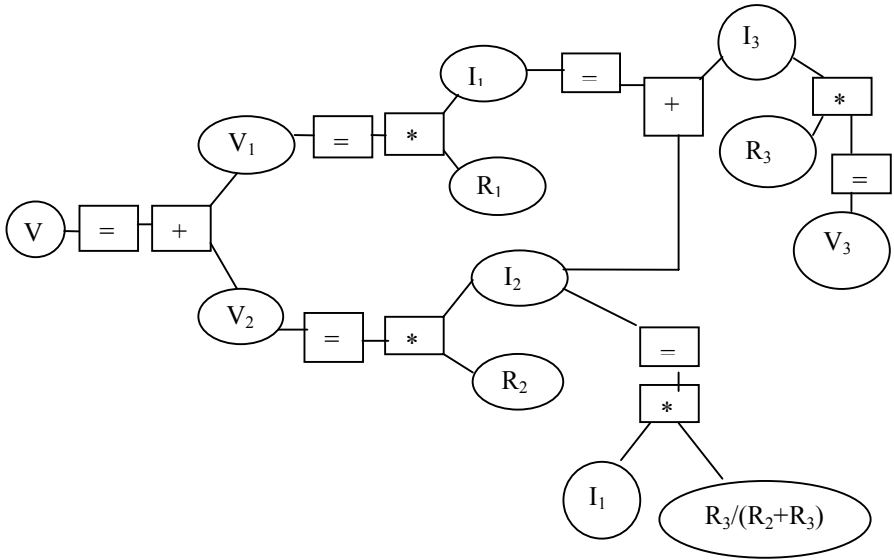 I₃
I₁
=
+
*
V₁
=
*
R₃
=
R₁
V
=
+
V₃
I₂
V₂
=
*
=
R₂
*
I₁
R₃/(R₂+R₃)